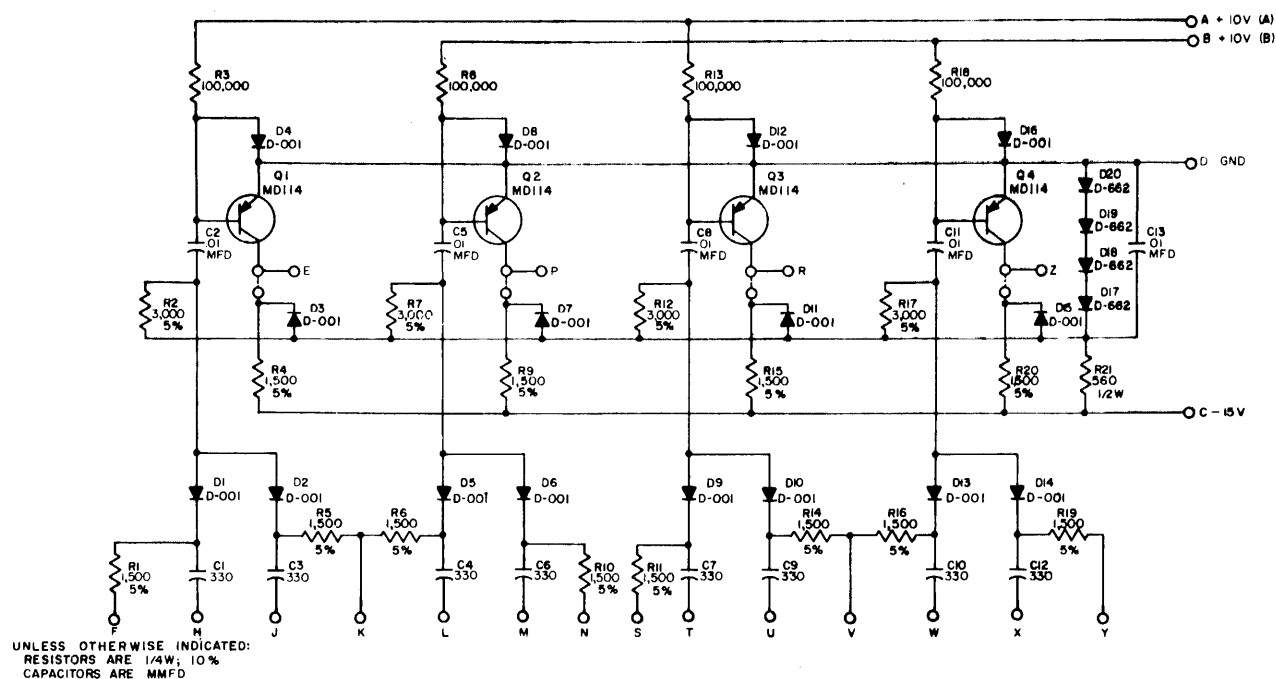 A + 10V (A)
B + 10V (B)
R3
100,000
R8
100,000
R13
100,000
R18
100,000
D4
D-001
D8
D-001
D12
D-001
D16
D-001
D GND
Q1
MD114
Q2
MD114
Q3
MD114
Q4
MD114
D20
D-662
D19
D-662
D18
D-662
D17
D-662
C13
.01
MFD
C2
.01
MFD
C5
.01
MFD
C8
.01
MFD
C11
.01
MFD
E
P
R
Z
R2
3,000
5%
D3
D-001
R7
3,000
5%
D7
D-001
R12
3,000
5%
D11
D-001
R17
3,000
5%
D15
D-001
R4
1,500
5%
R9
1,500
5%
R15
1,500
5%
R20
1,500
5%
R21
560
1/2W
C -15V
D1
D-001
D2
D-001
D5
D-001
D6
D-001
D9
D-001
D10
D-001
D13
D-001
D14
D-001
R5
1,500
5%
R6
1,500
5%
R14
1,500
5%
R16
1,500
5%
R19
1,500
5%
R1
1,500
5%
C1
330
C3
330
C4
330
C6
330
R10
1,500
5%
R11
1,500
5%
C7
330
C9
330
C10
330
C12
330
F H J K L M N S T U V W X Y
UNLESS OTHERWISE INDICATED:
RESISTORS ARE 1/4W; 10%
CAPACITORS ARE MMFD